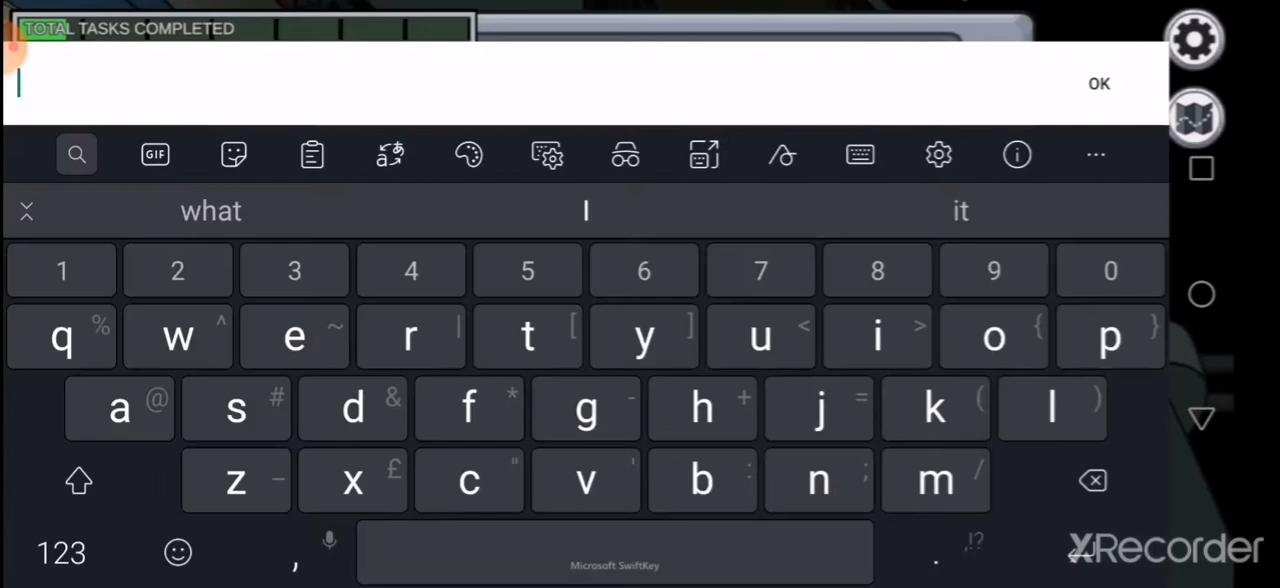 TOTAL TASKS COMPLETED
OK
GIF
what I it
1 2 3 4 5 6 7 8 9 0
q % w ^ e ~ r | t [ y ] u < i > o { p }
a @ s # d & f * g - h + j = k ( l )
z _ x £ c " v ' b : n ; m /
123 , Microsoft SwiftKey . ,!?
XRecorder